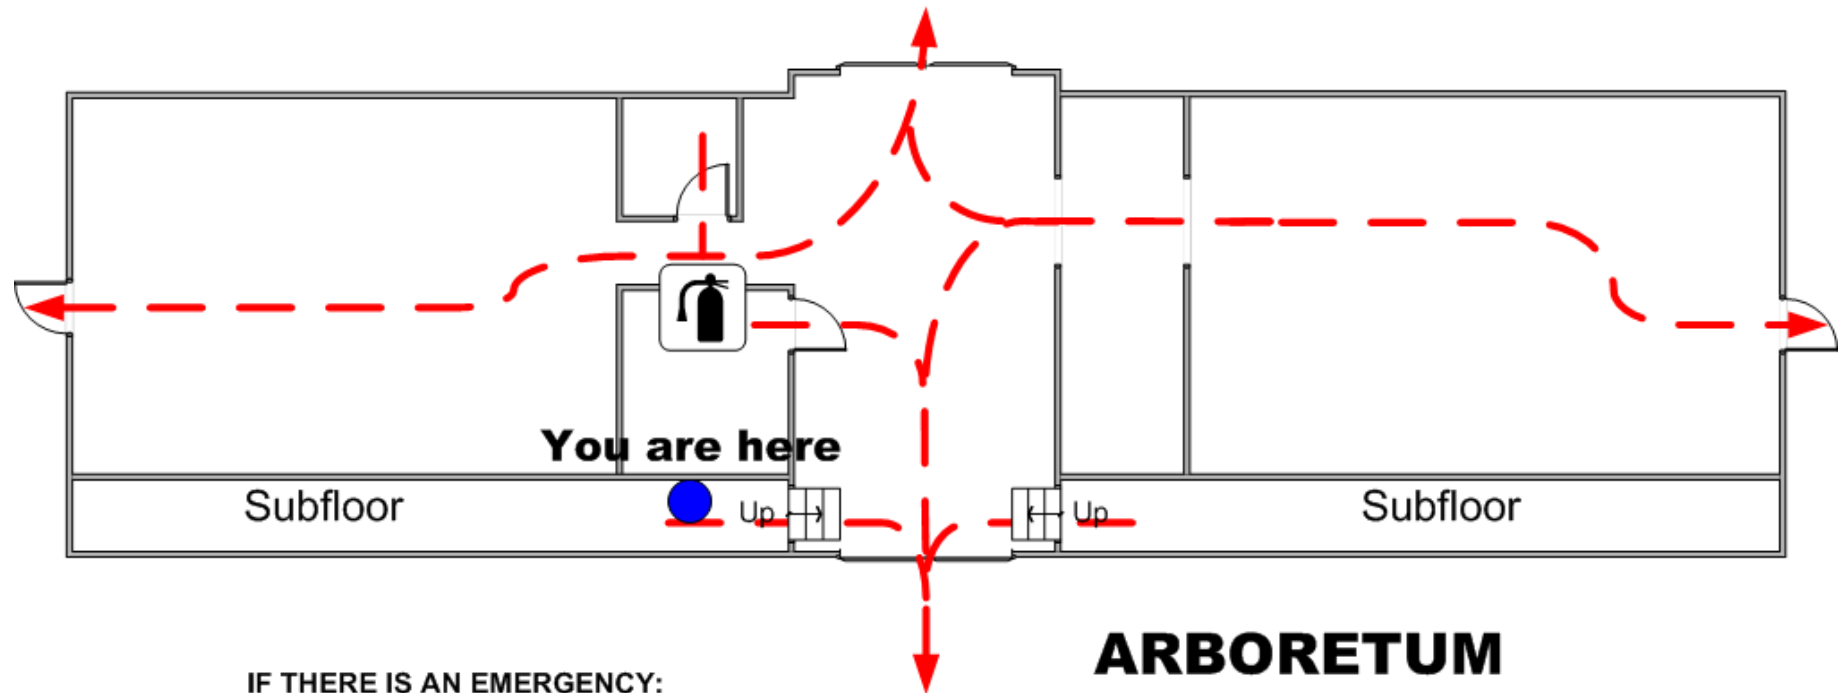 You are here
Subfloor
Up
Up
Subfloor
ARBORETUM
IF THERE IS AN EMERGENCY: